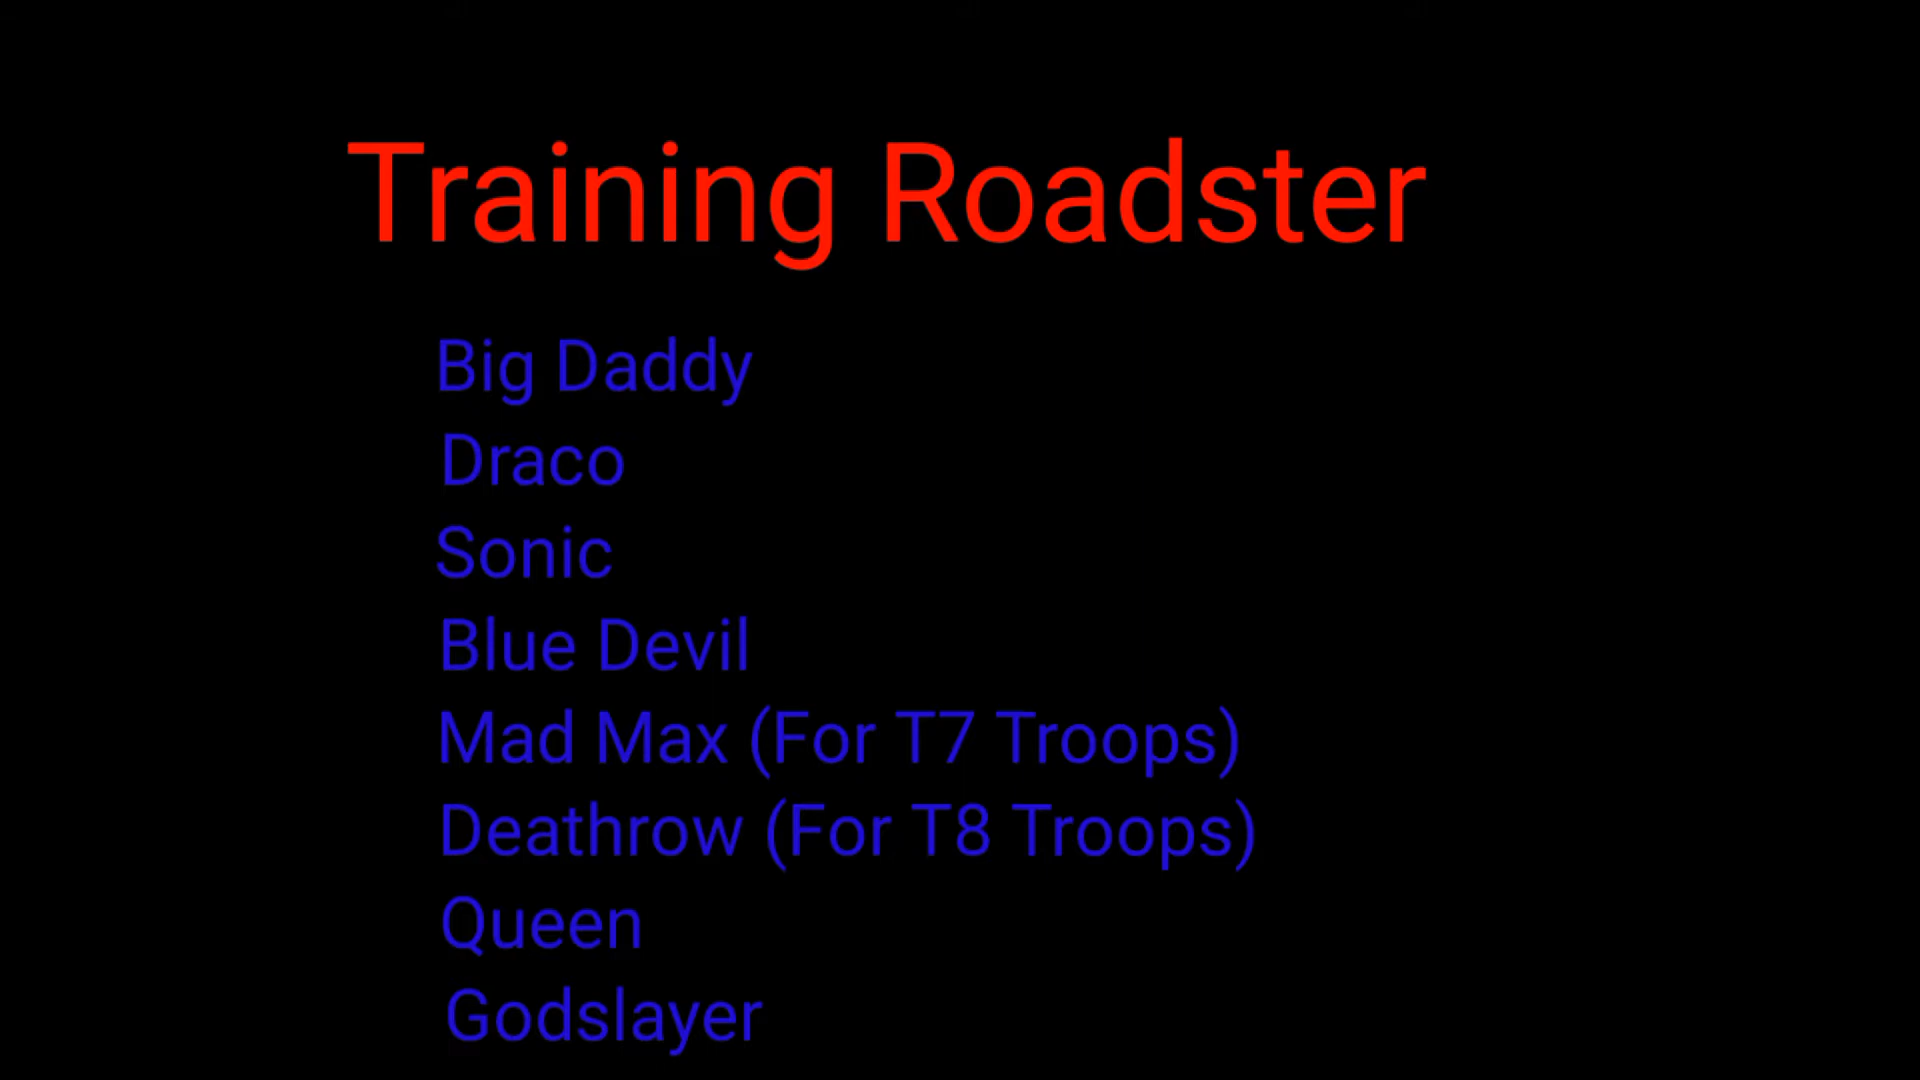 Training Roadster
Big Daddy
Draco
Sonic
Blue Devil
Mad Max (For T7 Troops)
Deathrow (For T8 Troops)
Queen
Godslayer